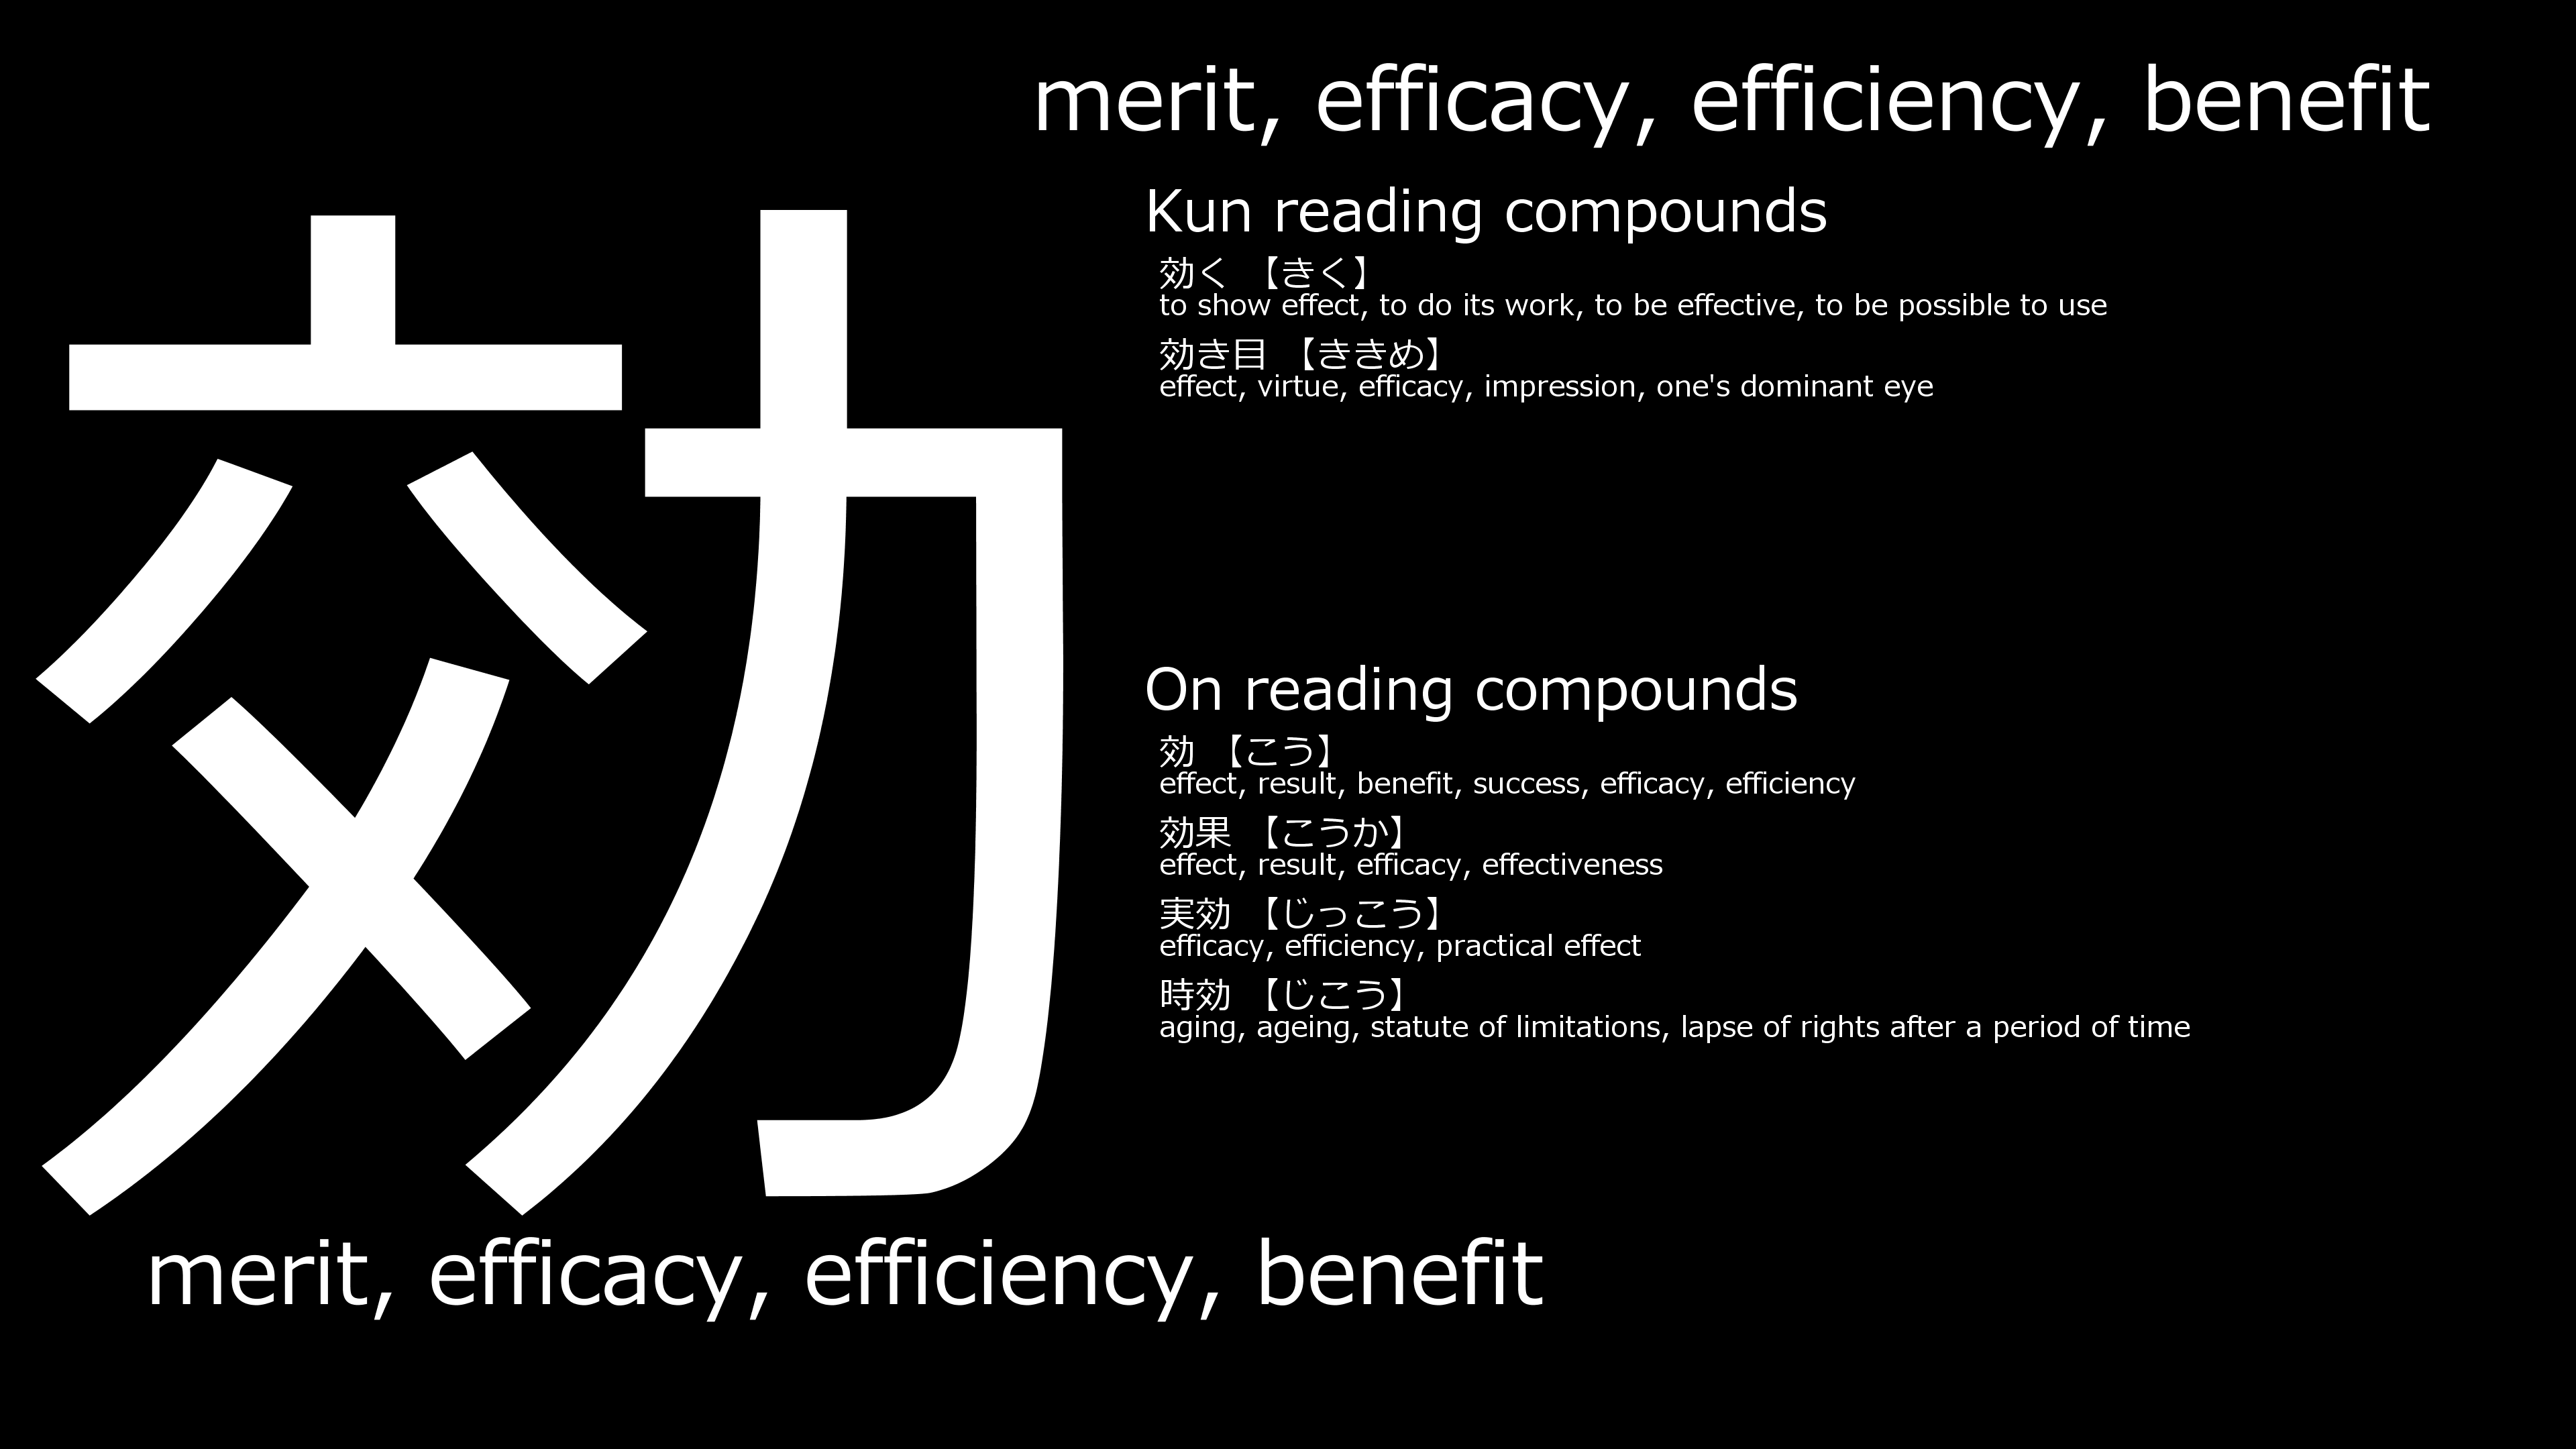 merit, efficacy, efficiency, benefit
効
Kun reading compounds
効く 【きく】
to show effect, to do its work, to be effective, to be possible to use
効き目 【ききめ】
effect, virtue, efficacy, impression, one's dominant eye
On reading compounds
効 【こう】
effect, result, benefit, success, efficacy, efficiency
効果 【こうか】
effect, result, efficacy, effectiveness
実効 【じっこう】
efficacy, efficiency, practical effect
時効 【じこう】
aging, ageing, statute of limitations, lapse of rights after a period of time
merit, efficacy, efficiency, benefit